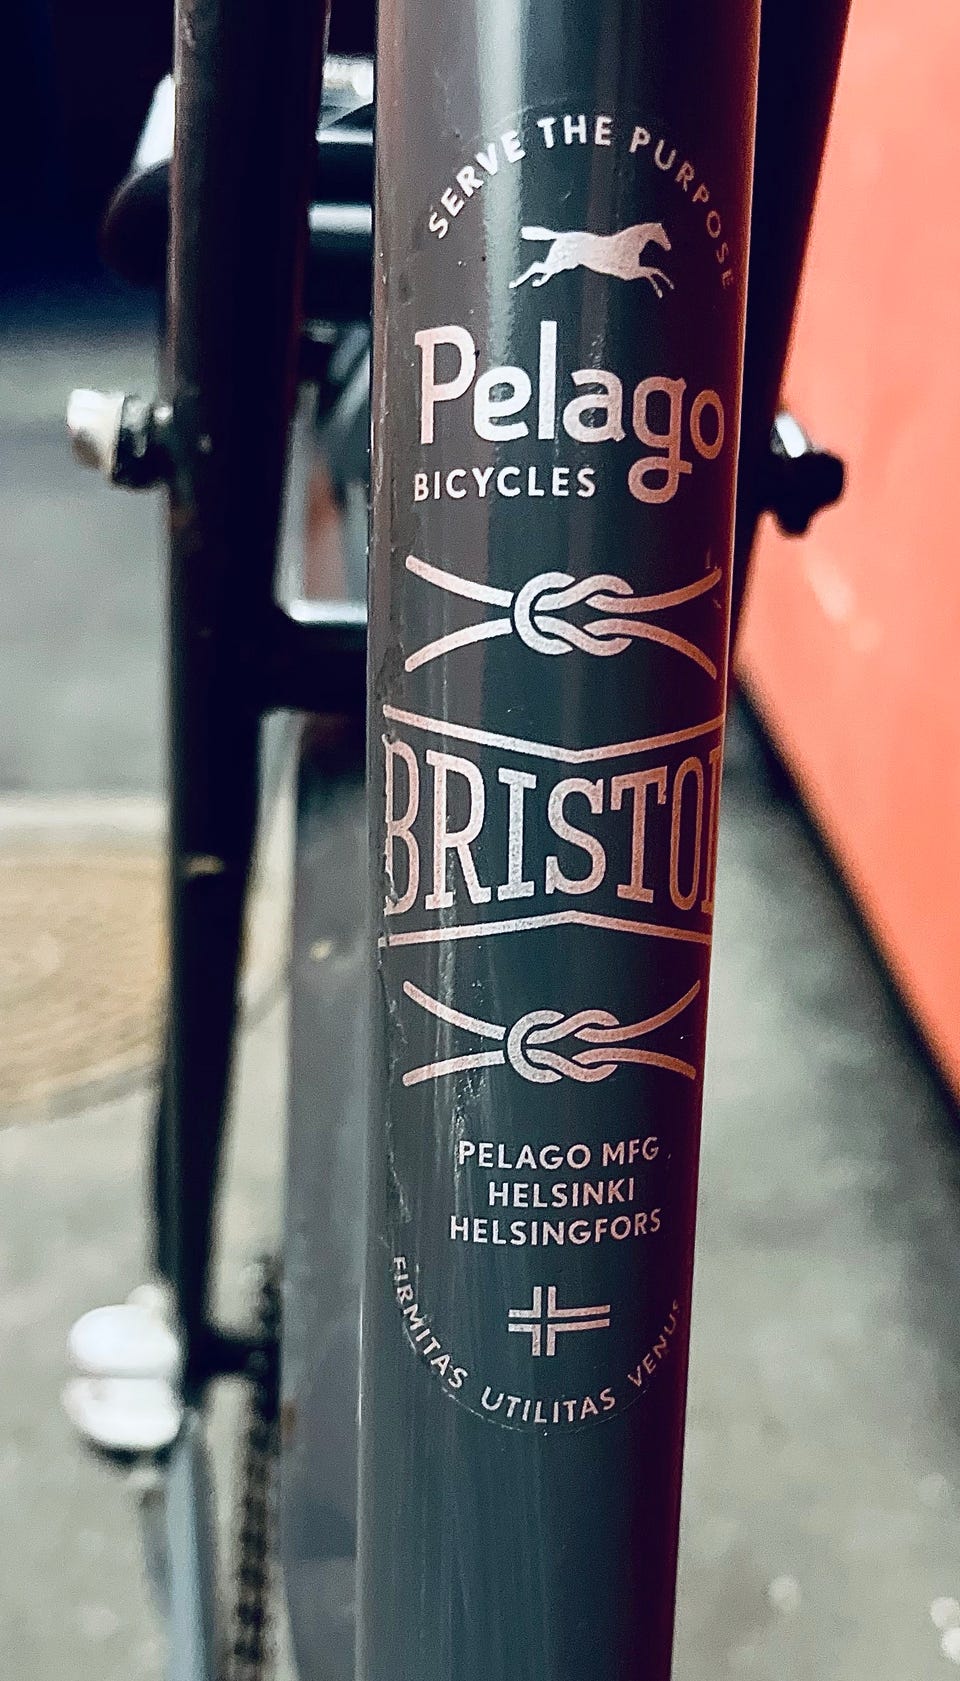 SERVE THE PURPOSE
Pelago
BICYCLES
BRISTOL
PELAGO MFG.
HELSINKI
HELSINGFORS
FIRMITAS UTILITAS VENUS